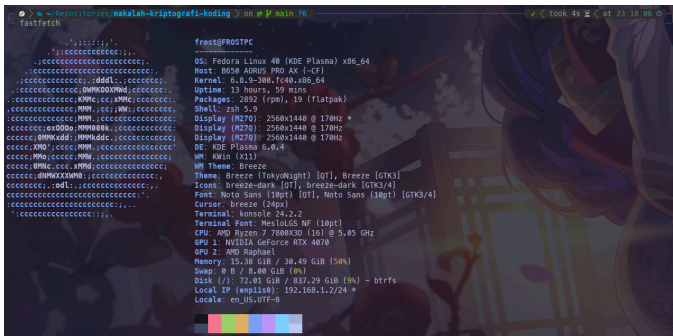 ~/Repositories/makalah-kriptografi-koding on main ?6 took 4s at 23:18:06
fastfetch
frost@FROSTPC
-------------
OS: Fedora Linux 40 (KDE Plasma) x86_64
Host: B650 AORUS PRO AX (-CF)
Kernel: 6.8.9-300.fc40.x86_64
Uptime: 13 hours, 59 mins
Packages: 2892 (rpm), 19 (flatpak)
Shell: zsh 5.9
Display (M27Q): 2560x1440 @ 170Hz *
Display (M27Q): 2560x1440 @ 170Hz
Display (M27Q): 2560x1440 @ 170Hz
DE: KDE Plasma 6.0.4
WM: KWin (X11)
WM Theme: Breeze
Theme: Breeze (TokyoNight) [QT], Breeze [GTK3]
Icons: breeze-dark [QT], breeze-dark [GTK3/4]
Font: Noto Sans (10pt) [QT], Noto Sans (10pt) [GTK3/4]
Cursor: breeze (24px)
Terminal: konsole 24.2.2
Terminal Font: MesloLGS NF (10pt)
CPU: AMD Ryzen 7 7800X3D (16) @ 5.05 GHz
GPU 1: NVIDIA GeForce RTX 4070
GPU 2: AMD Raphael
Memory: 15.38 GiB / 30.49 GiB (50%)
Swap: 0 B / 8.00 GiB (0%)
Disk (/): 72.01 GiB / 837.29 GiB (9%) - btrfs
Local IP (enp11s0): 192.168.1.2/24 *
Locale: en_US.UTF-8